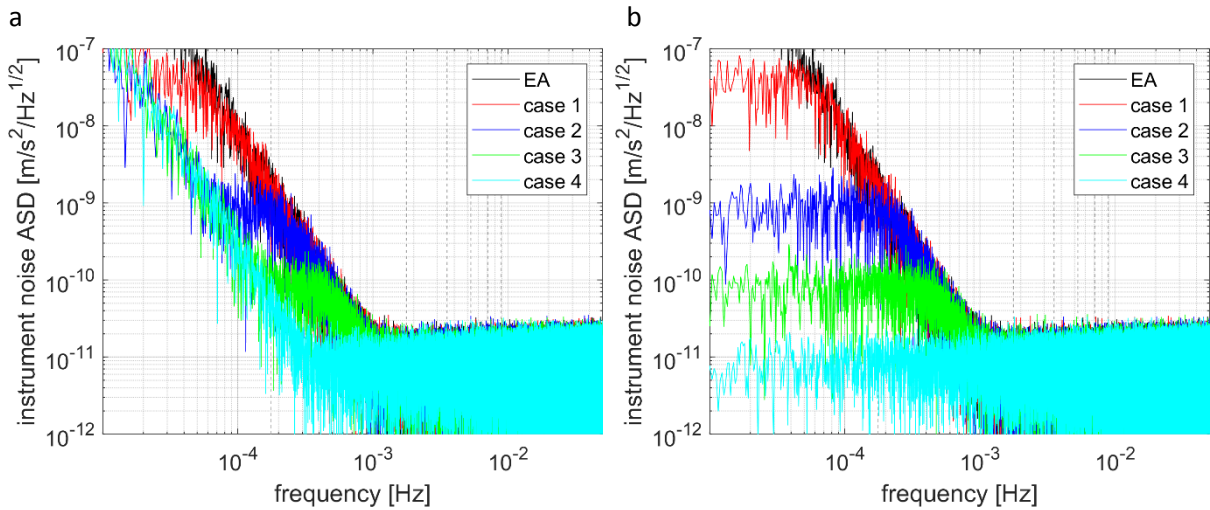 a
instrument noise ASD [m/s²/Hz^1/2]
10^-7
10^-8
10^-9
10^-10
10^-11
10^-12
EA
case 1
case 2
case 3
case 4
10^-4
10^-3
10^-2
frequency [Hz]
b
instrument noise ASD [m/s²/Hz^1/2]
10^-7
10^-8
10^-9
10^-10
10^-11
10^-12
EA
case 1
case 2
case 3
case 4
10^-4
10^-3
10^-2
frequency [Hz]